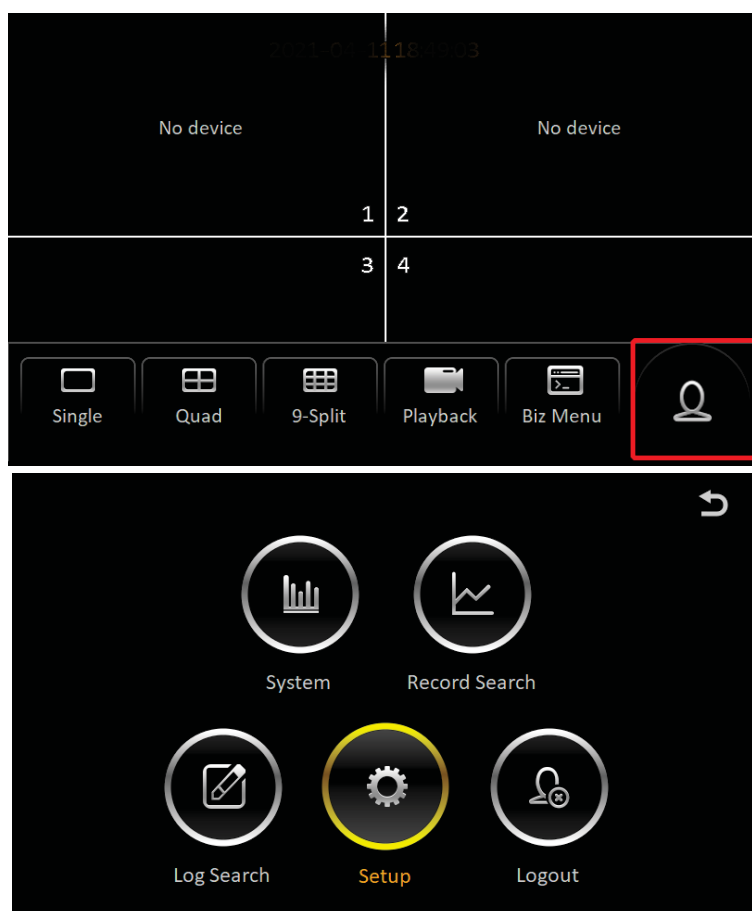 No device
No device
1 2
3 4
Single Quad 9-Split Playback Biz Menu
System Record Search
Log Search Setup Logout